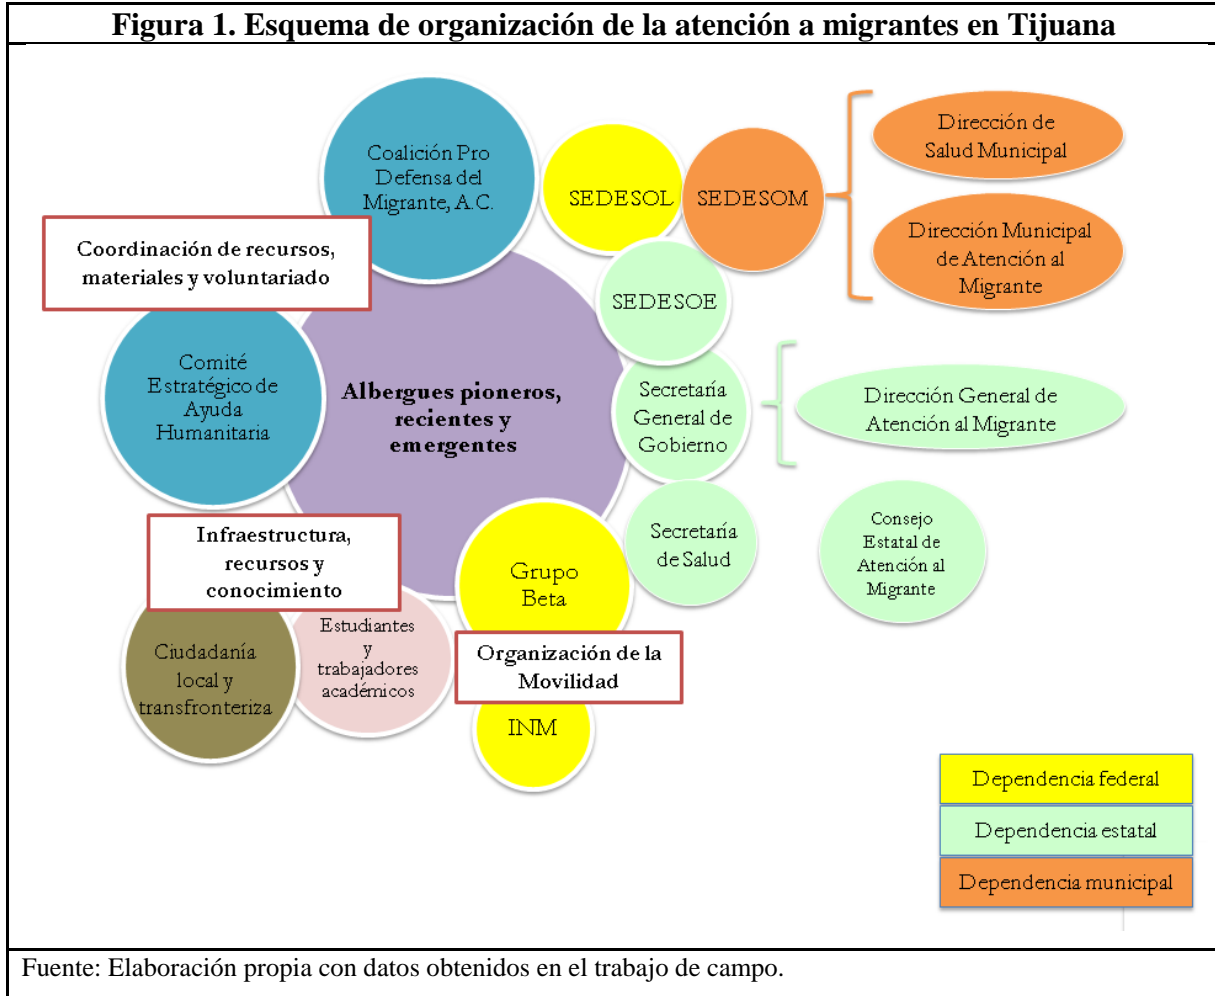 Figura 1. Esquema de organización de la atención a migrantes en Tijuana
Coalición Pro
Defensa del
Migrante, A.C.
SEDESOL
SEDESOM
Dirección de
Salud Municipal
Dirección Municipal
de Atención al
Migrante
Coordinación de recursos,
materiales y voluntariado
SEDESOE
Comité
Estratégico de
Ayuda
Humanitaria
Albergues pioneros,
recientes y
emergentes
Secretaría
General de
Gobierno
Dirección General de
Atención al Migrante
Infraestructura,
recursos y
conocimiento
Grupo
Beta
Secretaría
de Salud
Consejo
Estatal de
Atención al
Migrante
Ciudadanía
local y
transfronteriza
Estudiantes
y
trabajadores
académicos
Organización de la
Movilidad
INM
Dependencia federal
Dependencia estatal
Dependencia municipal
Fuente: Elaboración propia con datos obtenidos en el trabajo de campo.